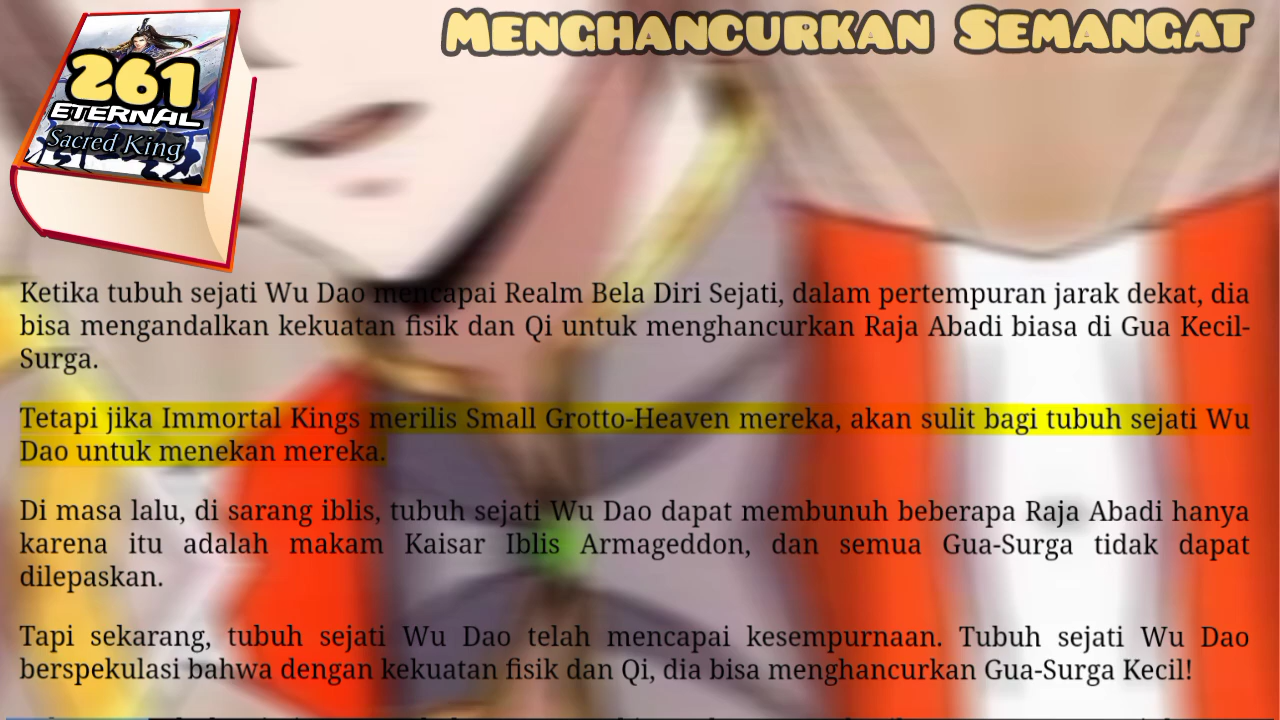 Menghancurkan Semangat
261
ETERNAL
Sacred King
Ketika tubuh sejati Wu Dao mencapai Realm Bela Diri Sejati, dalam pertempuran jarak dekat, dia
bisa mengandalkan kekuatan fisik dan Qi untuk menghancurkan Raja Abadi biasa di Gua Kecil-
Surga.
Tetapi jika Immortal Kings merilis Small Grotto-Heaven mereka, akan sulit bagi tubuh sejati Wu
Dao untuk menekan mereka.
Di masa lalu, di sarang iblis, tubuh sejati Wu Dao dapat membunuh beberapa Raja Abadi hanya
karena itu adalah makam Kaisar Iblis Armageddon, dan semua Gua-Surga tidak dapat
dilepaskan.
Tapi sekarang, tubuh sejati Wu Dao telah mencapai kesempurnaan. Tubuh sejati Wu Dao
berspekulasi bahwa dengan kekuatan fisik dan Qi, dia bisa menghancurkan Gua-Surga Kecil!